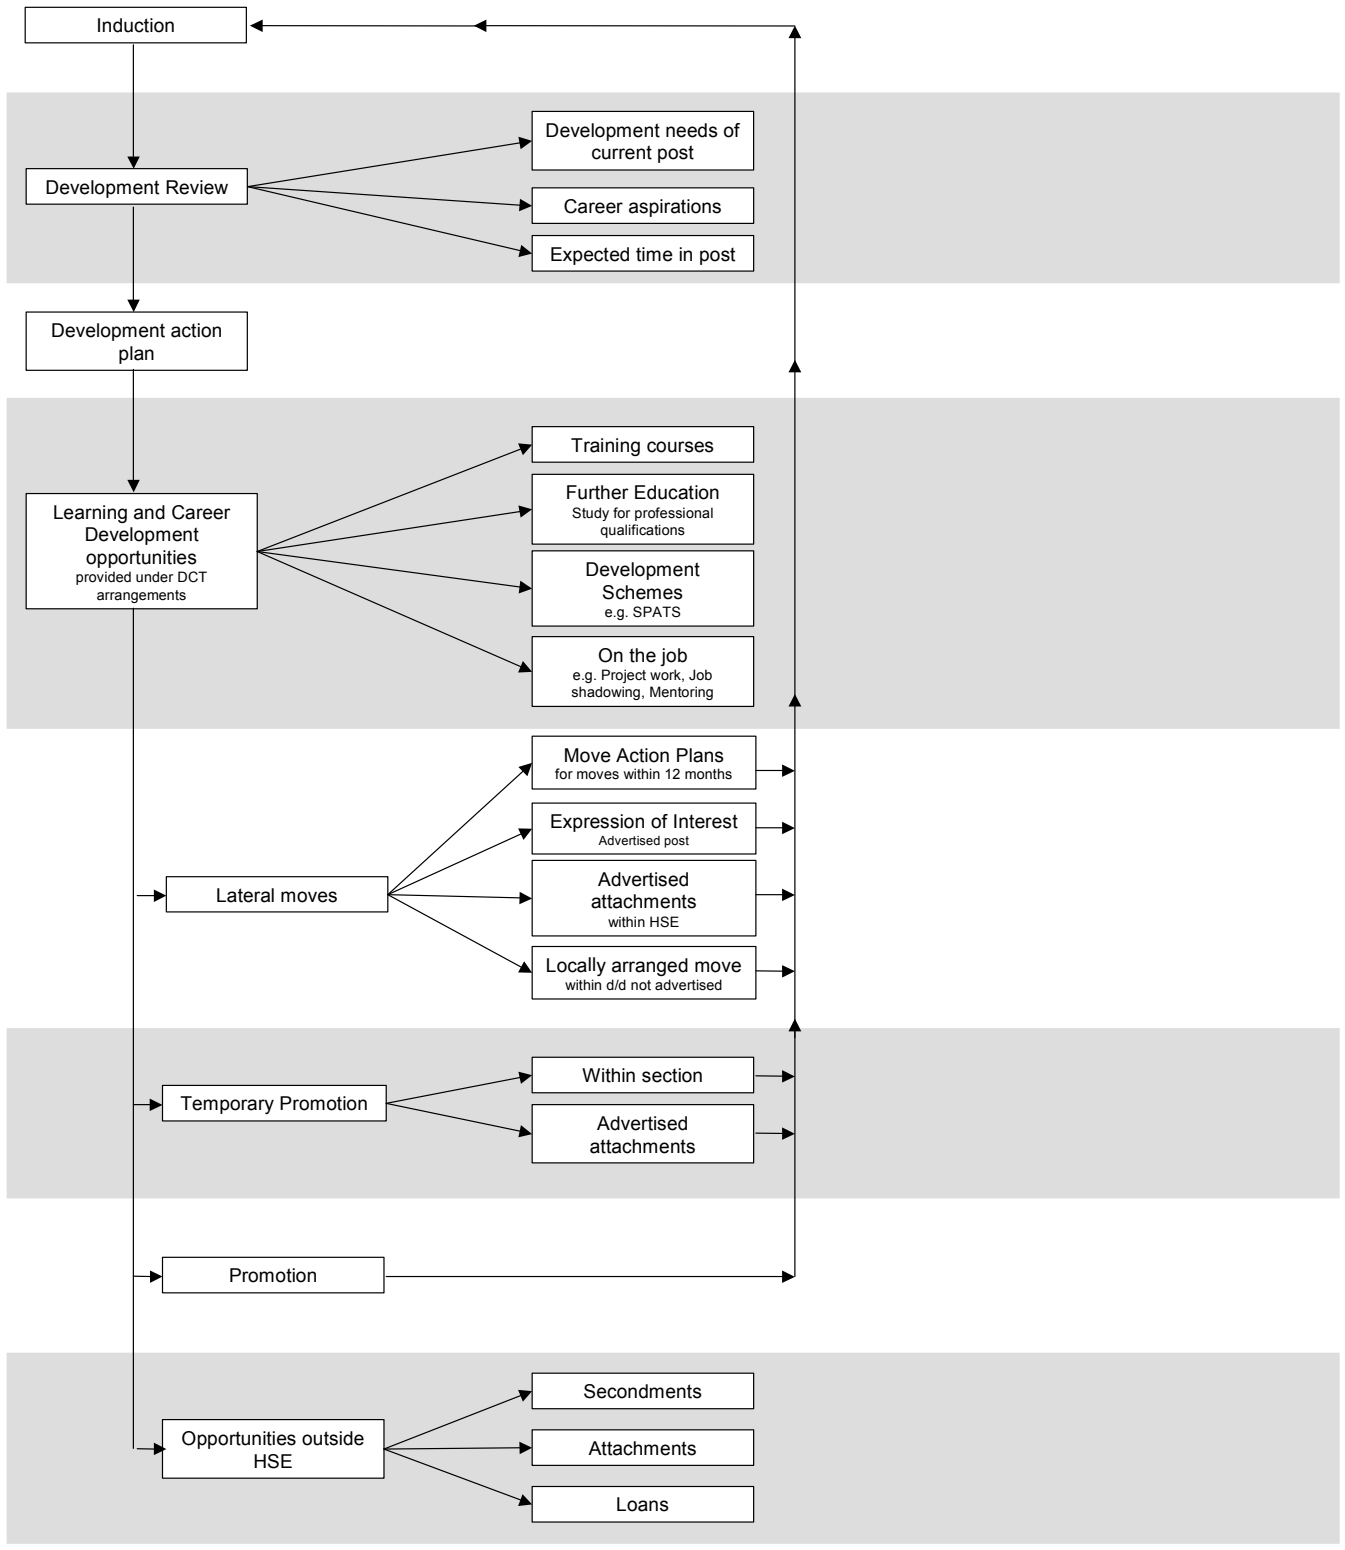 Induction
Development needs of
current post
Development Review
Career aspirations
Expected time in post
Development action
plan
Training courses
Further Education
Study for professional
qualifications
Learning and Career
Development
opportunities
provided under DCT
arrangements
Development
Schemes
e.g. SPATS
On the job
e.g. Project work, Job
shadowing, Mentoring
Move Action Plans
for moves within 12 months
Expression of Interest
Advertised post
Lateral moves
Advertised
attachments
within HSE
Locally arranged move
within d/d not advertised
Within section
Temporary Promotion
Advertised
attachments
Promotion
Secondments
Opportunities outside
HSE
Attachments
Loans